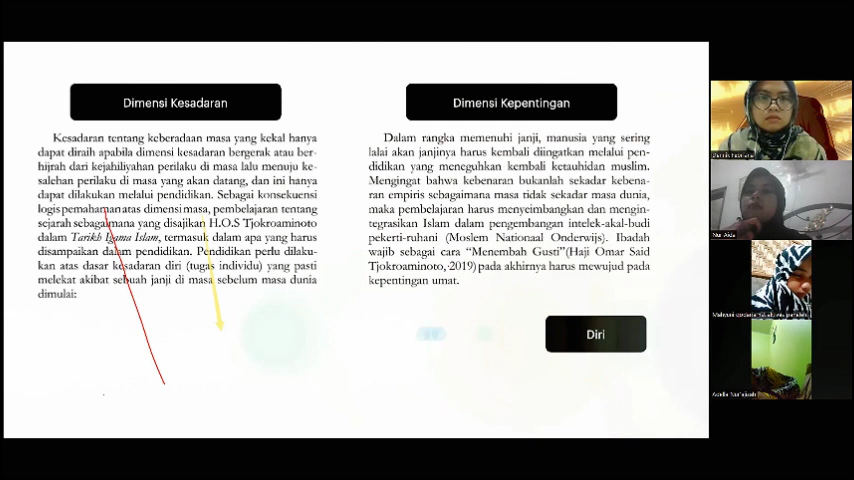 Dimensi Kesadaran
Kesadaran tentang keberadaan masa yang kekal hanya
dapat diraih apabila dimensi kesadaran bergerak atau ber-
hijrah dari kejahiliyahan perilaku di masa lalu menuju ke-
salehan perilaku di masa yang akan datang, dan ini hanya
dapat dilakukan melalui pendidikan. Sebagai konsekuensi
logis pemahaman atas dimensi masa, pembelajaran tentang
sejarah sebagaimana yang disajikan H.O.S Tjokroaminoto
dalam Tarikh Igama Islam, termasuk dalam apa yang harus
disampaikan dalam pendidikan. Pendidikan perlu dilaku-
kan atas dasar kesadaran diri (tugas individu) yang pasti
melekat akibat sebuah janji di masa sebelum masa dunia
dimulai:
Dimensi Kepentingan
Dalam rangka memenuhi janji, manusia yang sering
lalai akan janjinya harus kembali diingatkan melalui pen-
didikan yang meneguhkan kembali ketauhidan muslim.
Mengingat bahwa kebenaran bukanlah sekadar kebena-
ran empiris sebagaimana masa tidak sekadar masa dunia,
maka pembelajaran harus menyeimbangkan dan mengin-
tegrasikan Islam dalam pengembangan intelek-akal-budi
pekerti-ruhani (Moslem Nationaal Onderwijs). Ibadah
wajib sebagai cara “Menembah Gusti”(Haji Omar Said
Tjokroaminoto, 2019) pada akhirnya harus mewujud pada
kepentingan umat.
Diri
Nur Aida